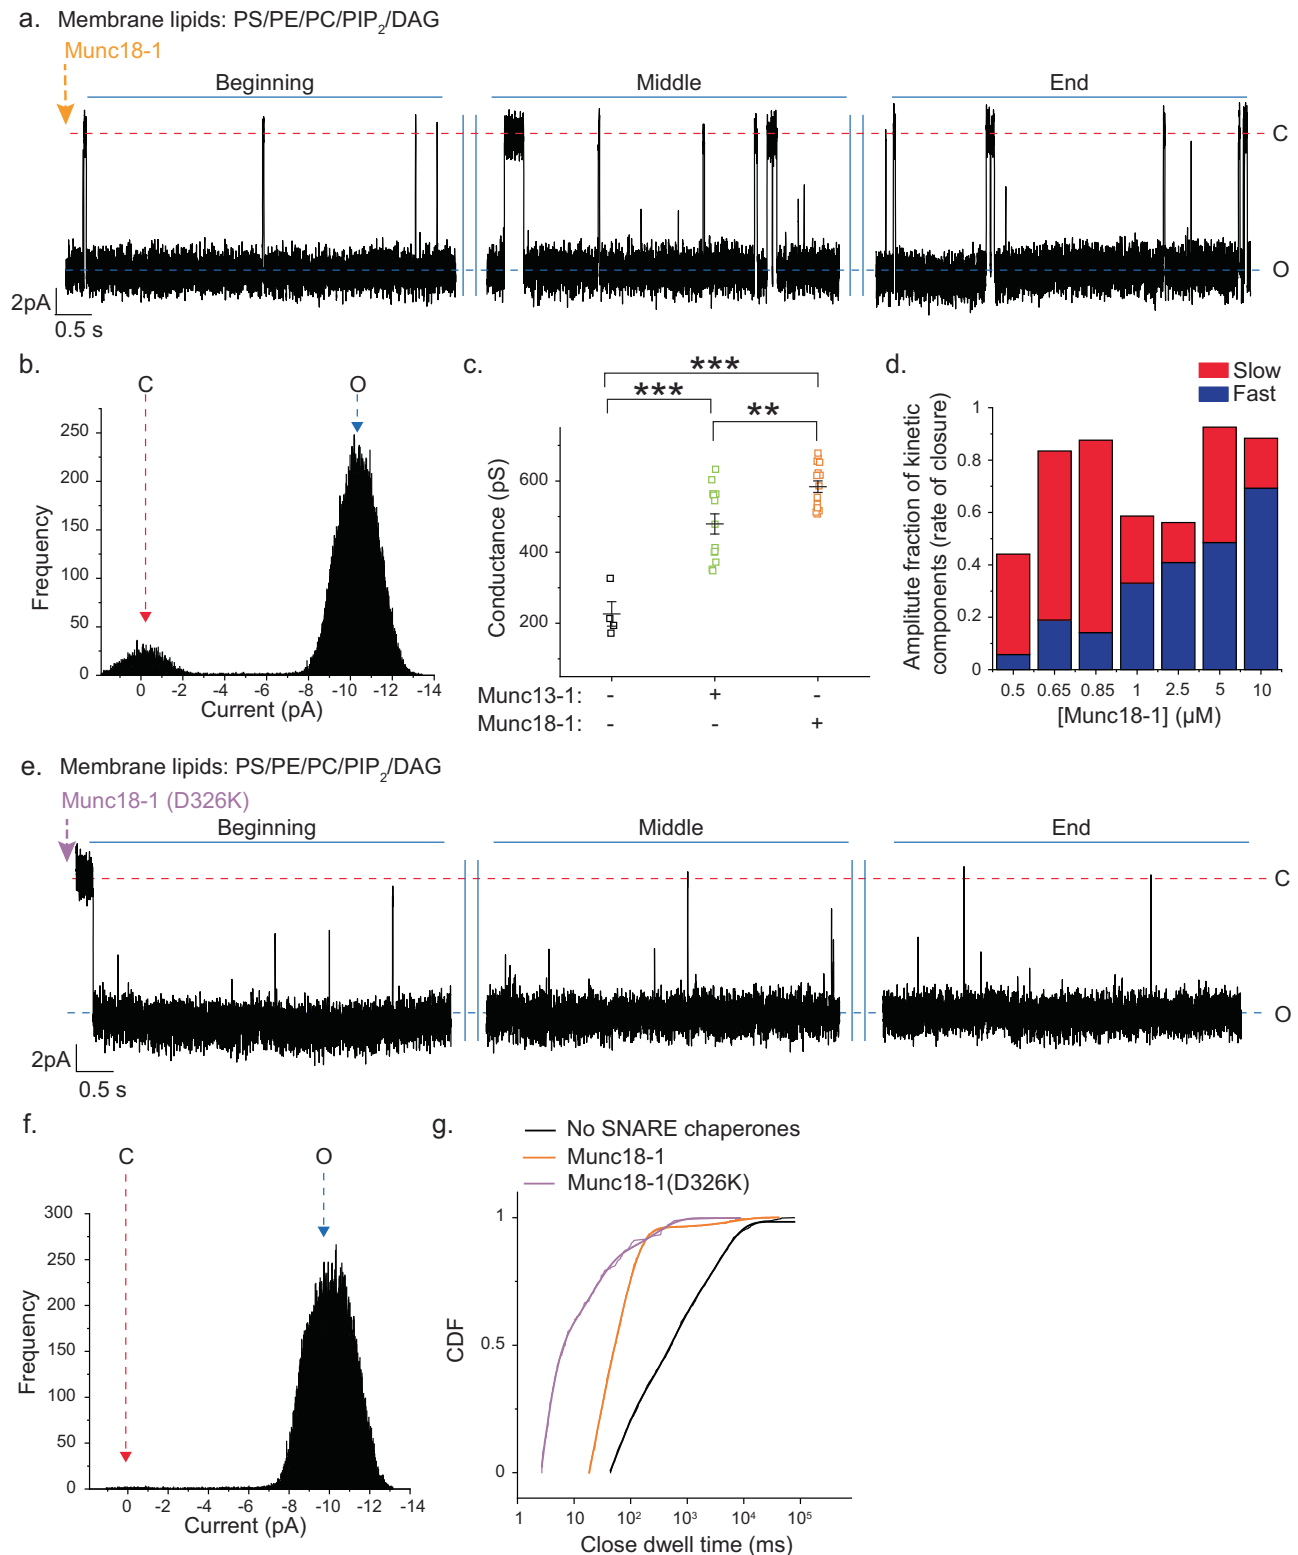 a. Membrane lipids: PS/PE/PC/PIP2/DAG
Munc18-1
Beginning
Middle
End
C
O
2pA
0.5 s
b.
C
O
Frequency
250
200
150
100
50
0
0 -2 -4 -6 -8 -10 -12 -14
Current (pA)
c.
***
***
**
Conductance (pS)
600
400
200
Munc13-1: - + -
Munc18-1: - - +
d.
Slow
Fast
Amplitute fraction of kinetic
components (rate of closure)
1
0.8
0.6
0.4
0.2
0
0.5 0.65 0.85 1 2.5 5 10
[Munc18-1] (µM)
e. Membrane lipids: PS/PE/PC/PIP2/DAG
Munc18-1 (D326K)
Beginning
Middle
End
C
O
2pA
0.5 s
f.
C
O
Frequency
300
250
200
150
100
50
0
0 -2 -4 -6 -8 -10 -12 -14
Current (pA)
g.
No SNARE chaperones
Munc18-1
Munc18-1(D326K)
CDF
1
0.5
0
1 10 10² 10³ 10⁴ 10⁵
Close dwell time (ms)